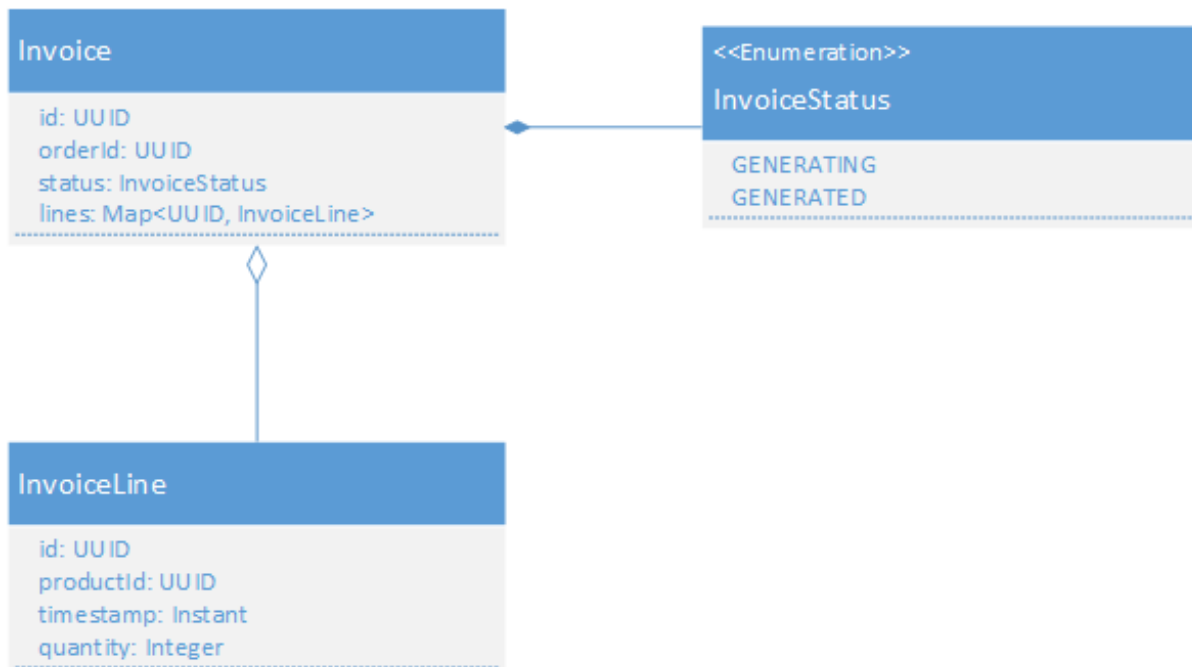 Invoice
id: UUID
orderId: UUID
status: InvoiceStatus
lines: Map<UUID, InvoiceLine>
<<Enumeration>>
InvoiceStatus
GENERATING
GENERATED
InvoiceLine
id: UUID
productId: UUID
timestamp: Instant
quantity: Integer